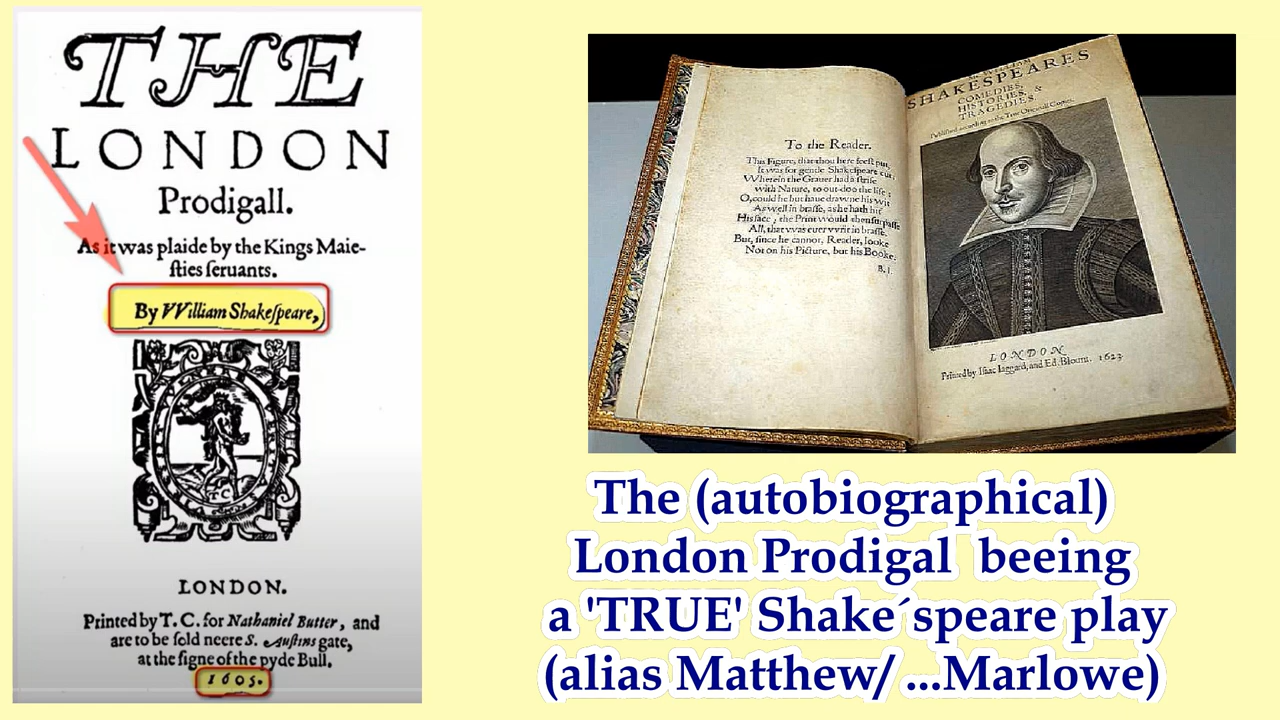 THE
LONDON
Prodigall.
As it was plaide by the Kings Maie-
sties seruants.
By VVilliam Shakespeare,
T C
LONDON.
Printed by T. C. for Nathaniel Butter, and
are to be sold neere S. Austins gate,
at the signe of the pyde Bull.
1605.
To the Reader.
This Figure, that thou here seest put,
It was for gentle Shakespeare cut;
Wherein the Grauer had a strife
with Nature, to out-doo the life:
O, could he but haue drawne his wit
As well in brasse, as he hath hit
His face, the Print would then surpasse
All, that vvas euer vvrit in brasse.
But, since he cannot, Reader, looke
Not on his Picture, but his Booke.
B. I.
SHAKESPEARES
COMEDIES,
HISTORIES, &
TRAGEDIES.
Published according to the True Originall Copies.
LONDON
Printed by Isaac Iaggard, and Ed. Blount. 1623
The (autobiographical)
London Prodigal beeing
a 'TRUE' Shake´speare play
(alias Matthew/ ...Marlowe)